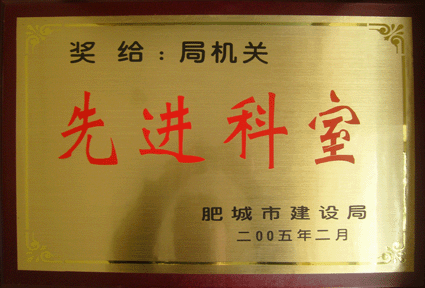 奖给：局机关
先进科室
肥城市建设局
二00五年二月